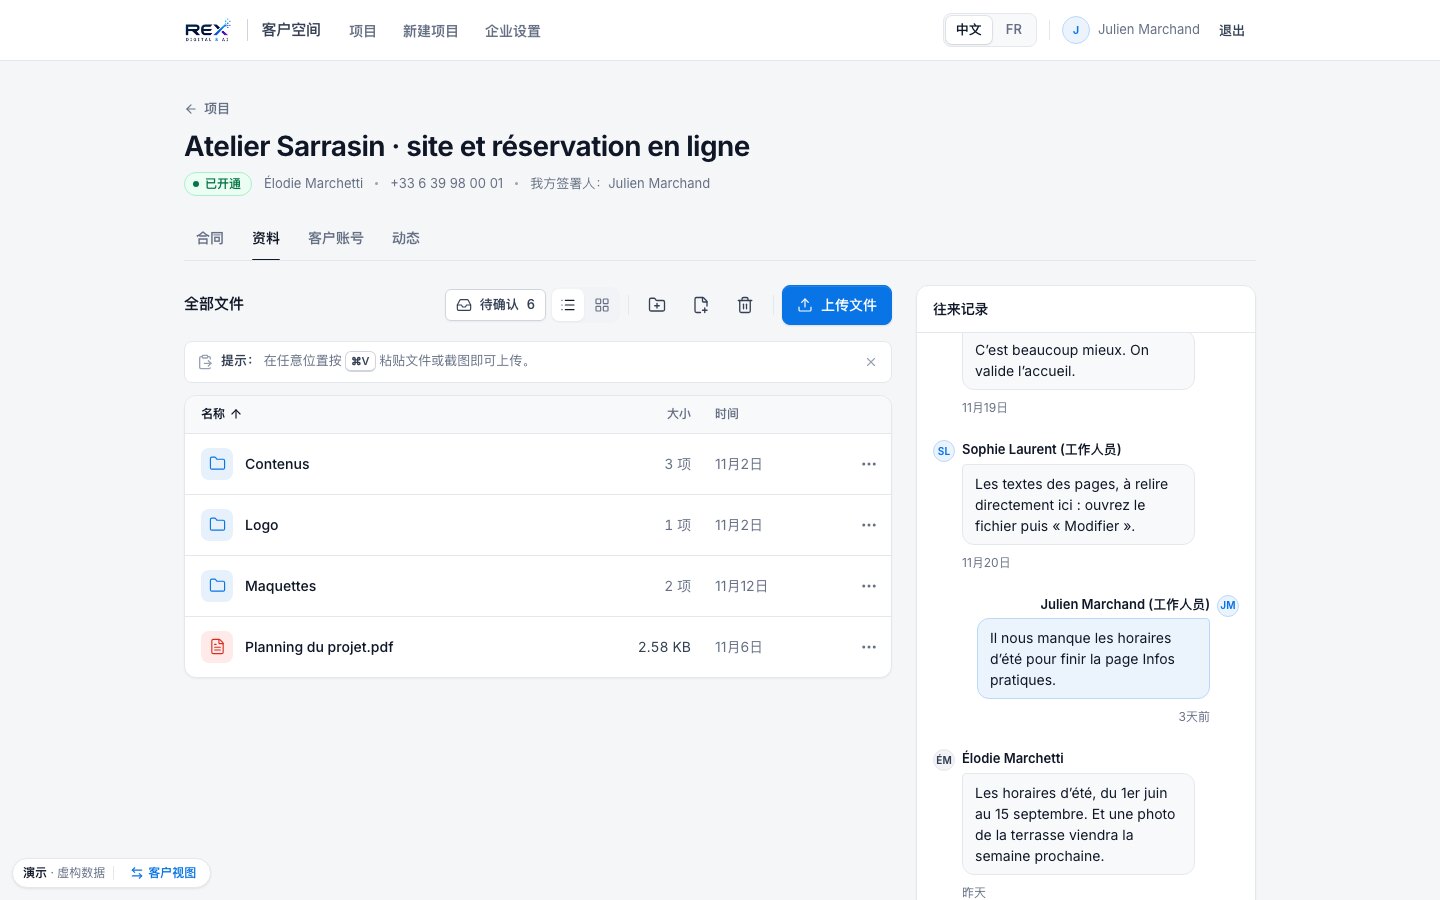 REX
DIGITAL & AI
客户空间
项目
新建项目
企业设置
中文
FR
J
Julien Marchand
退出
← 项目
Atelier Sarrasin · site et réservation en ligne
已开通
Élodie Marchetti • +33 6 39 98 00 01 • 我方签署人：Julien Marchand
合同
资料
客户账号
动态
全部文件
待确认 6
上传文件
提示： 在任意位置按 ⌘V 粘贴文件或截图即可上传。
名称 ↑ 大小 时间
Contenus 3 项 11月2日
Logo 1 项 11月2日
Maquettes 2 项 11月12日
Planning du projet.pdf 2.58 KB 11月6日
往来记录
C’est beaucoup mieux. On
valide l’accueil.
11月19日
SL
Sophie Laurent (工作人员)
Les textes des pages, à relire
directement ici : ouvrez le
fichier puis « Modifier ».
11月20日
Julien Marchand (工作人员)
JM
Il nous manque les horaires
d’été pour finir la page Infos
pratiques.
3天前
ÉM
Élodie Marchetti
Les horaires d’été, du 1er juin
au 15 septembre. Et une photo
de la terrasse viendra la
semaine prochaine.
昨天
演示 · 虚构数据
客户视图